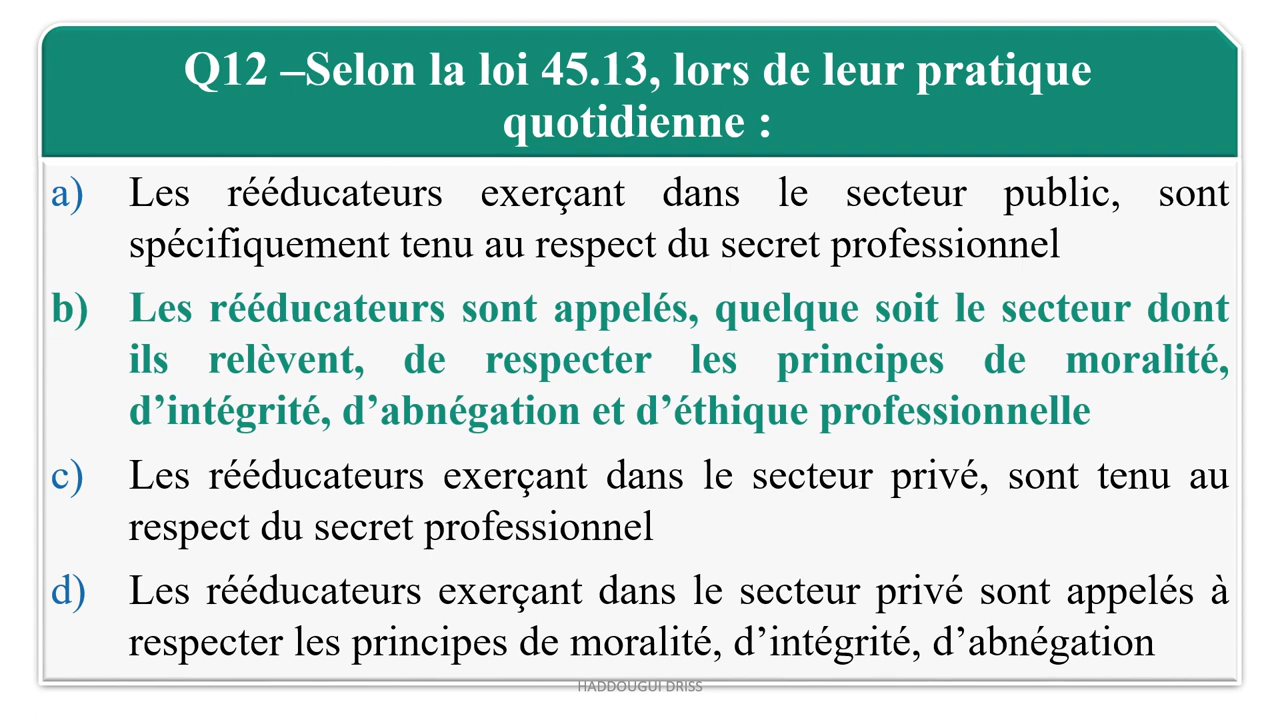 Q12 –Selon la loi 45.13, lors de leur pratique
quotidienne :
a) Les rééducateurs exerçant dans le secteur public, sont
spécifiquement tenu au respect du secret professionnel
b) Les rééducateurs sont appelés, quelque soit le secteur dont
ils relèvent, de respecter les principes de moralité,
d’intégrité, d’abnégation et d’éthique professionnelle
c) Les rééducateurs exerçant dans le secteur privé, sont tenu au
respect du secret professionnel
d) Les rééducateurs exerçant dans le secteur privé sont appelés à
respecter les principes de moralité, d’intégrité, d’abnégation
HADDOUGUI DRISS